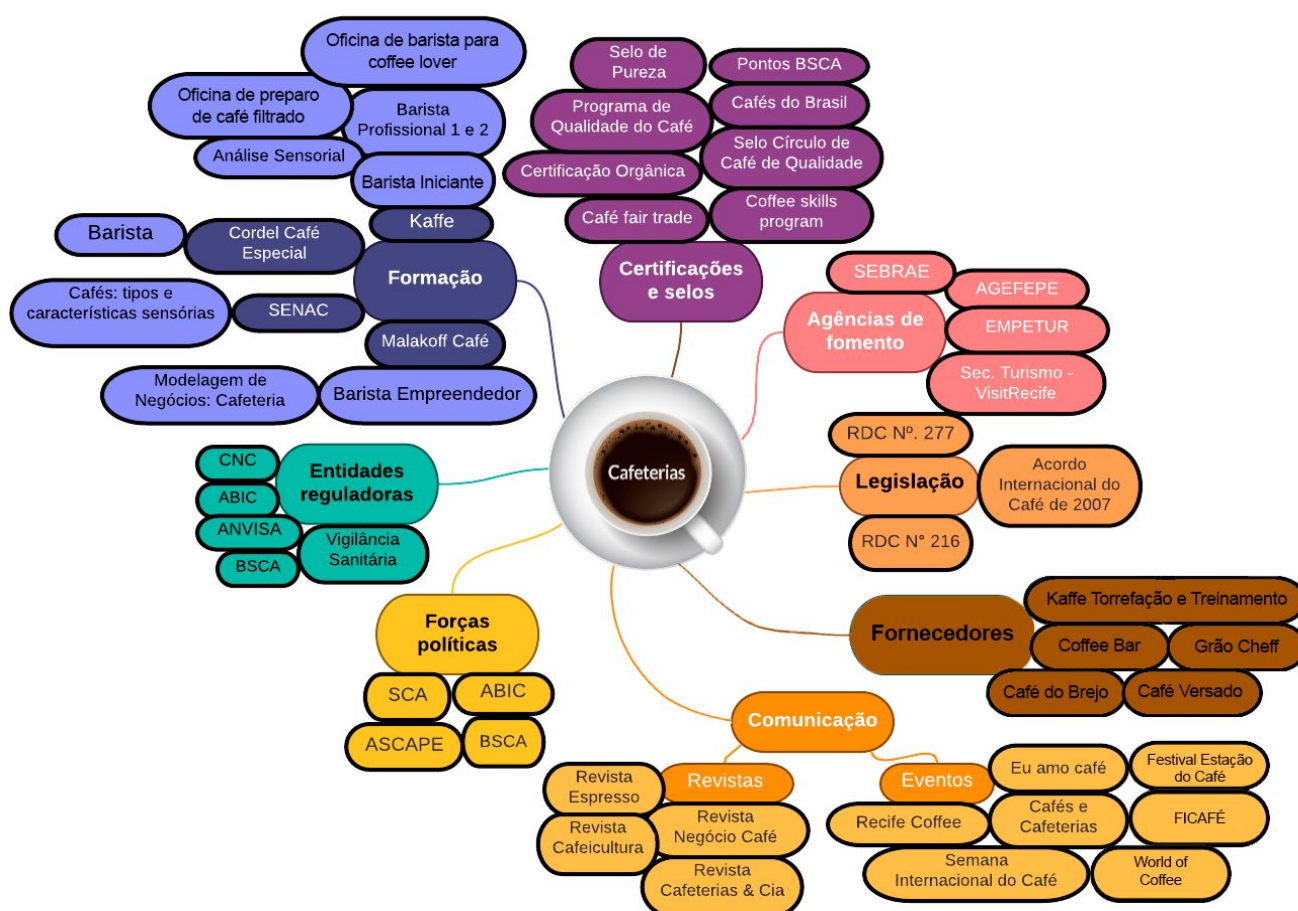 Oficina de barista para
coffee lover
Oficina de preparo
de café filtrado
Barista
Profissional 1 e 2
Análise Sensorial
Barista Iniciante
Kaffe
Barista
Cordel Café
Especial
Formação
Cafés: tipos e
características sensórias
SENAC
Malakoff Café
Modelagem de
Negócios: Cafeteria
Barista Empreendedor
Selo de
Pureza
Pontos BSCA
Programa de
Qualidade do Café
Cafés do Brasil
Selo Círculo de
Café de Qualidade
Certificação Orgânica
Café fair trade
Coffee skills
program
Certificações
e selos
SEBRAE
AGEFEPE
Agências de
fomento
EMPETUR
Sec. Turismo -
VisitRecife
RDC Nº. 277
Legislação
Acordo
Internacional do
Café de 2007
RDC N° 216
Cafeterias
CNC
Entidades
reguladoras
ABIC
ANVISA
Vigilância
Sanitária
BSCA
Forças
políticas
SCA
ABIC
ASCAPE
BSCA
Fornecedores
Kaffe Torrefação e Treinamento
Coffee Bar
Grão Cheff
Café do Brejo
Café Versado
Comunicação
Revistas
Revista
Espresso
Revista
Negócio Café
Revista
Cafeicultura
Revista
Cafeterias & Cia
Eventos
Eu amo café
Festival Estação
do Café
Recife Coffee
Cafés e
Cafeterias
FICAFÉ
Semana
Internacional do Café
World of
Coffee